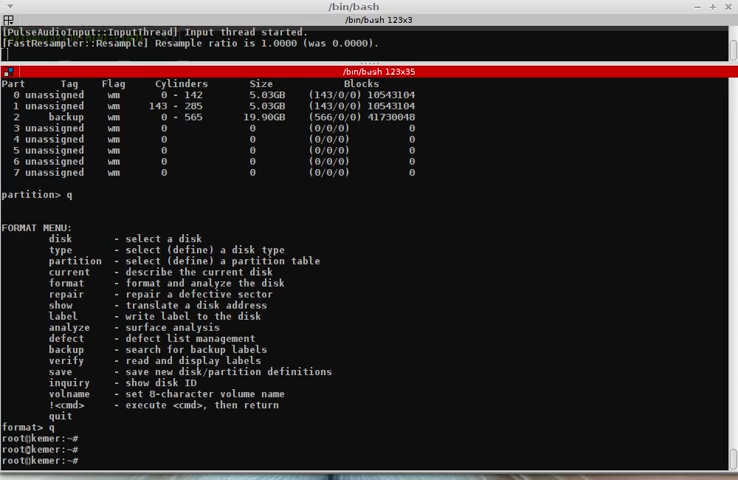 /bin/bash
/bin/bash 123x3
[PulseAudioInput::InputThread] Input thread started.
[FastResampler::Resample] Resample ratio is 1.0000 (was 0.0000).
/bin/bash 123x35
Part Tag Flag Cylinders Size Blocks
0 unassigned wm 0 - 142 5.03GB (143/0/0) 10543104
1 unassigned wm 143 - 285 5.03GB (143/0/0) 10543104
2 backup wm 0 - 565 19.90GB (566/0/0) 41730048
3 unassigned wm 0 0 (0/0/0) 0
4 unassigned wm 0 0 (0/0/0) 0
5 unassigned wm 0 0 (0/0/0) 0
6 unassigned wm 0 0 (0/0/0) 0
7 unassigned wm 0 0 (0/0/0) 0
partition> q
FORMAT MENU:
disk - select a disk
type - select (define) a disk type
partition - select (define) a partition table
current - describe the current disk
format - format and analyze the disk
repair - repair a defective sector
show - translate a disk address
label - write label to the disk
analyze - surface analysis
defect - defect list management
backup - search for backup labels
verify - read and display labels
save - save new disk/partition definitions
inquiry - show disk ID
volname - set 8-character volume name
!<cmd> - execute <cmd>, then return
quit
format> q
root@kemer:~#
root@kemer:~#
root@kemer:~#